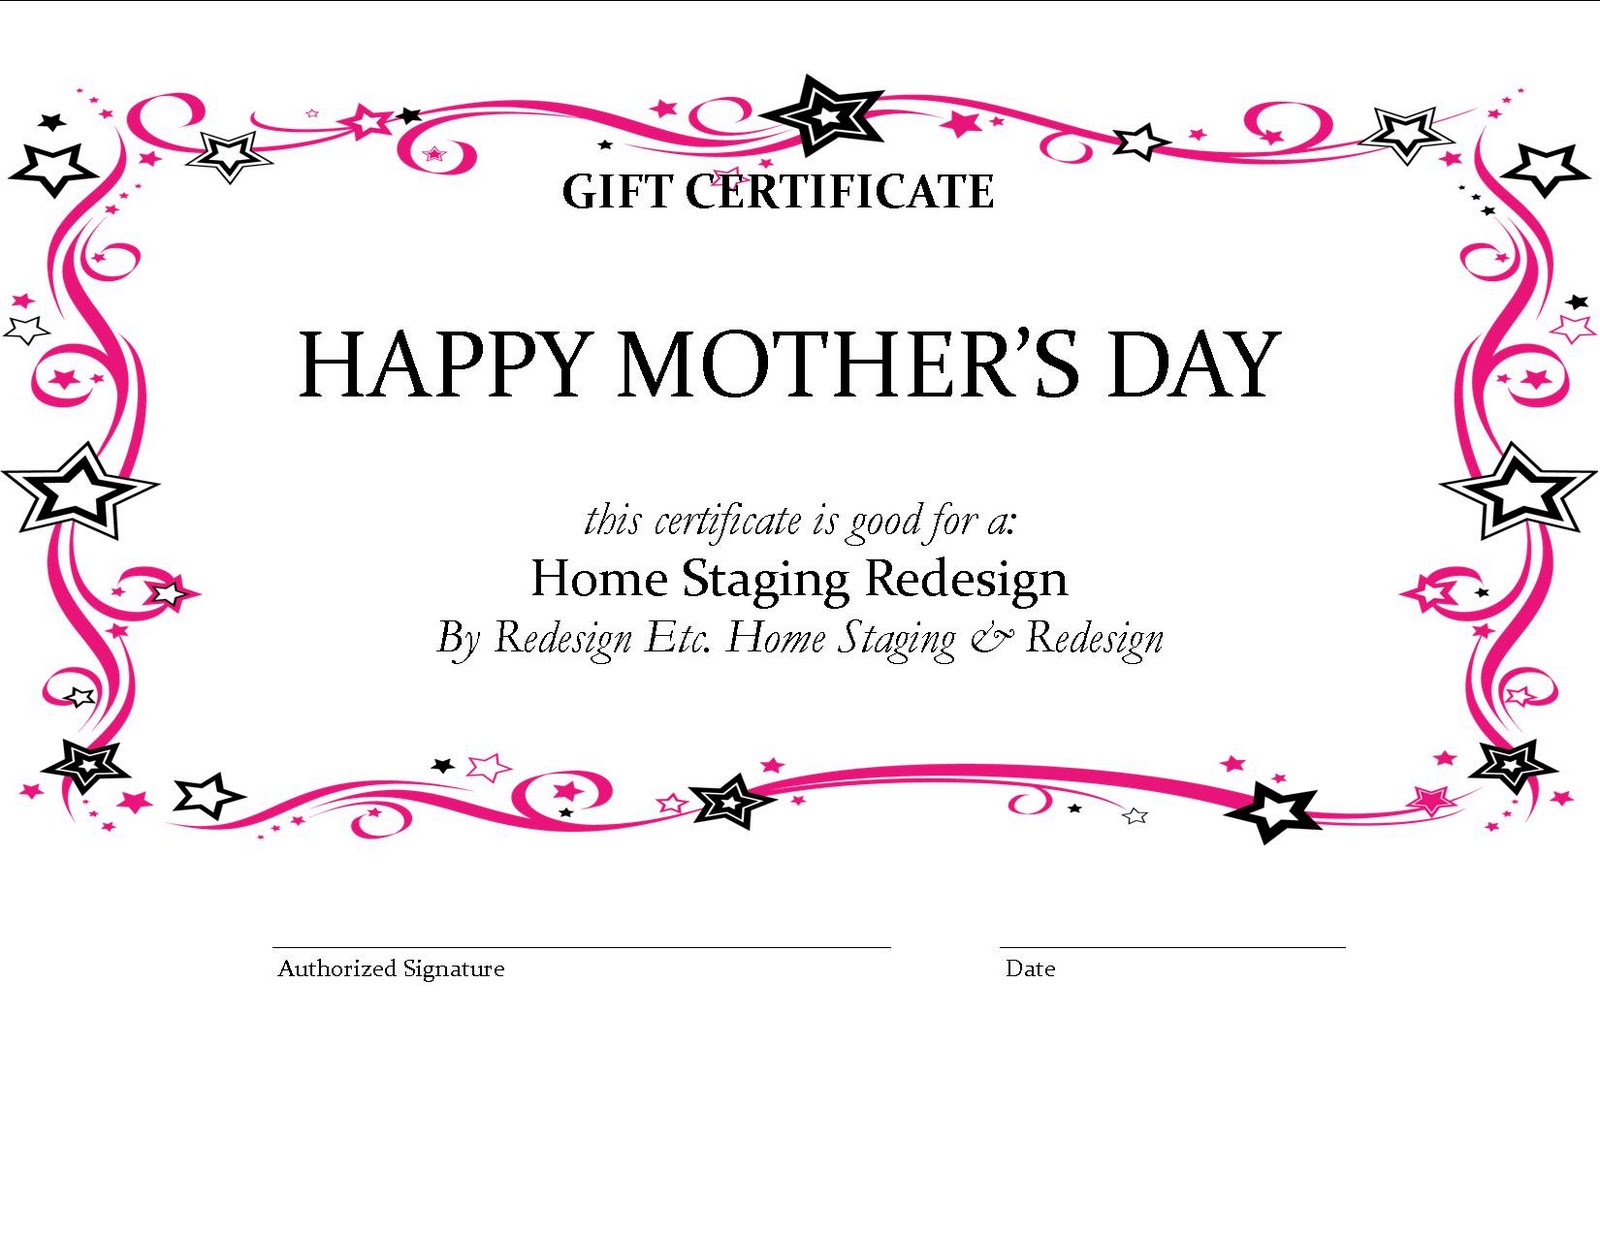 GIFT CERTIFICATE
HAPPY MOTHER’S DAY
this certificate is good for a:
Home Staging Redesign
By Redesign Etc. Home Staging & Redesign
Authorized Signature
Date